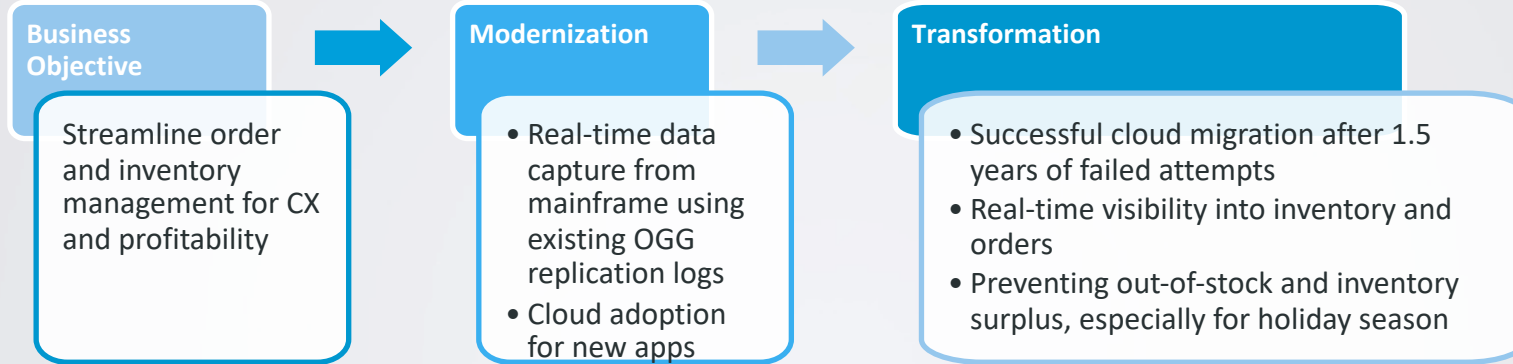 Business
Objective
Streamline order
and inventory
management for CX
and profitability
Modernization
• Real-time data
capture from
mainframe using
existing OGG
replication logs
• Cloud adoption
for new apps
Transformation
• Successful cloud migration after 1.5
years of failed attempts
• Real-time visibility into inventory and
orders
• Preventing out-of-stock and inventory
surplus, especially for holiday season